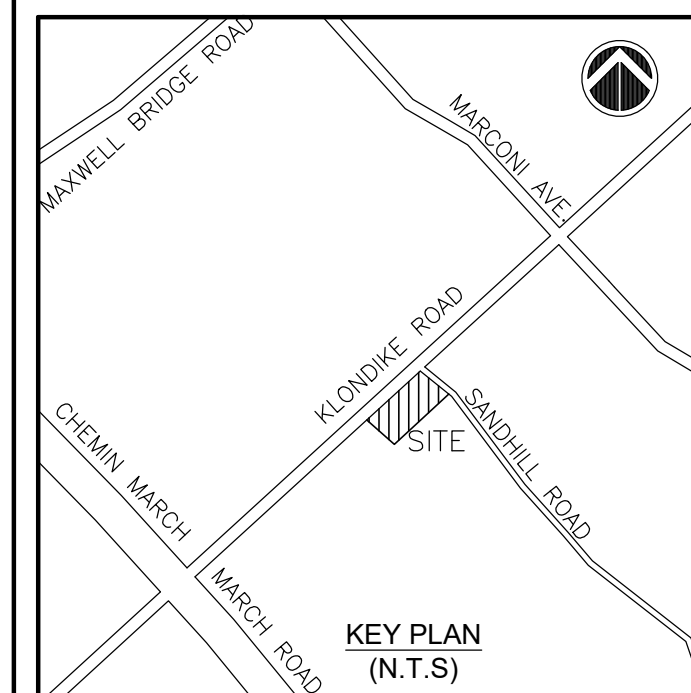 MAXWELL BRIDGE ROAD
MARCONI AVE.
KLONDIKE ROAD
SANDHILL ROAD
SITE
CHEMIN MARCH
MARCH ROAD
KEY PLAN
(N.T.S)